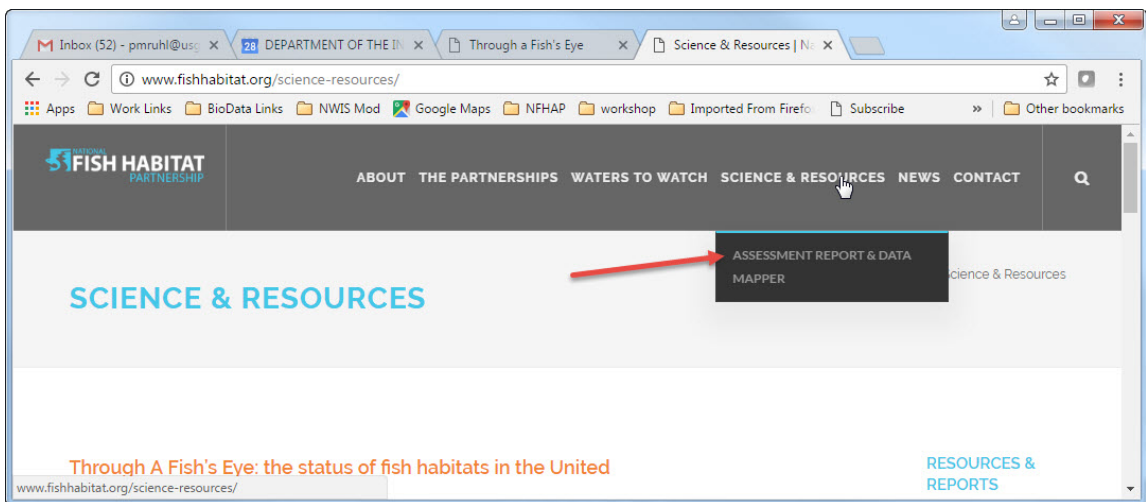 Inbox (52) - pmruhl@usg
28 DEPARTMENT OF THE IN
Through a Fish's Eye
Science & Resources | Na
www.fishhabitat.org/science-resources/
Apps Work Links BioData Links NWIS Mod Google Maps NFHAP workshop Imported From Firefo Subscribe » Other bookmarks
NATIONAL
FISH HABITAT
PARTNERSHIP
ABOUT THE PARTNERSHIPS WATERS TO WATCH SCIENCE & RESOURCES NEWS CONTACT
ASSESSMENT REPORT & DATA
MAPPER
Science & Resources
SCIENCE & RESOURCES
Through A Fish's Eye: the status of fish habitats in the United
RESOURCES &
REPORTS
www.fishhabitat.org/science-resources/